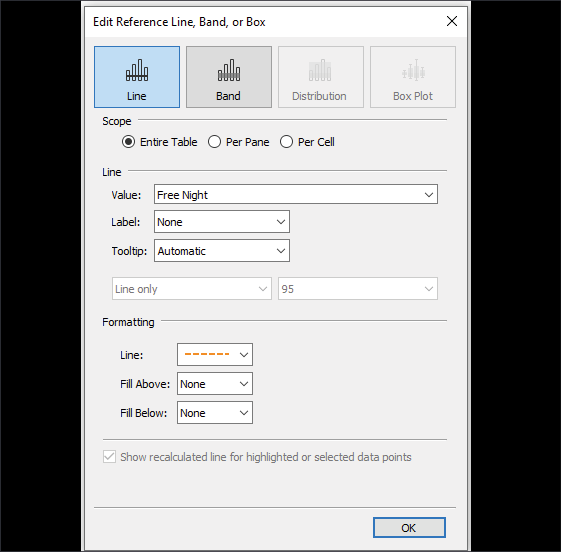 Edit Reference Line, Band, or Box
Line Band Distribution Box Plot
Scope
Entire Table Per Pane Per Cell
Line
Value: Free Night
Label: None
Tooltip: Automatic
Line only 95
Formatting
Line:
Fill Above: None
Fill Below: None
Show recalculated line for highlighted or selected data points
OK